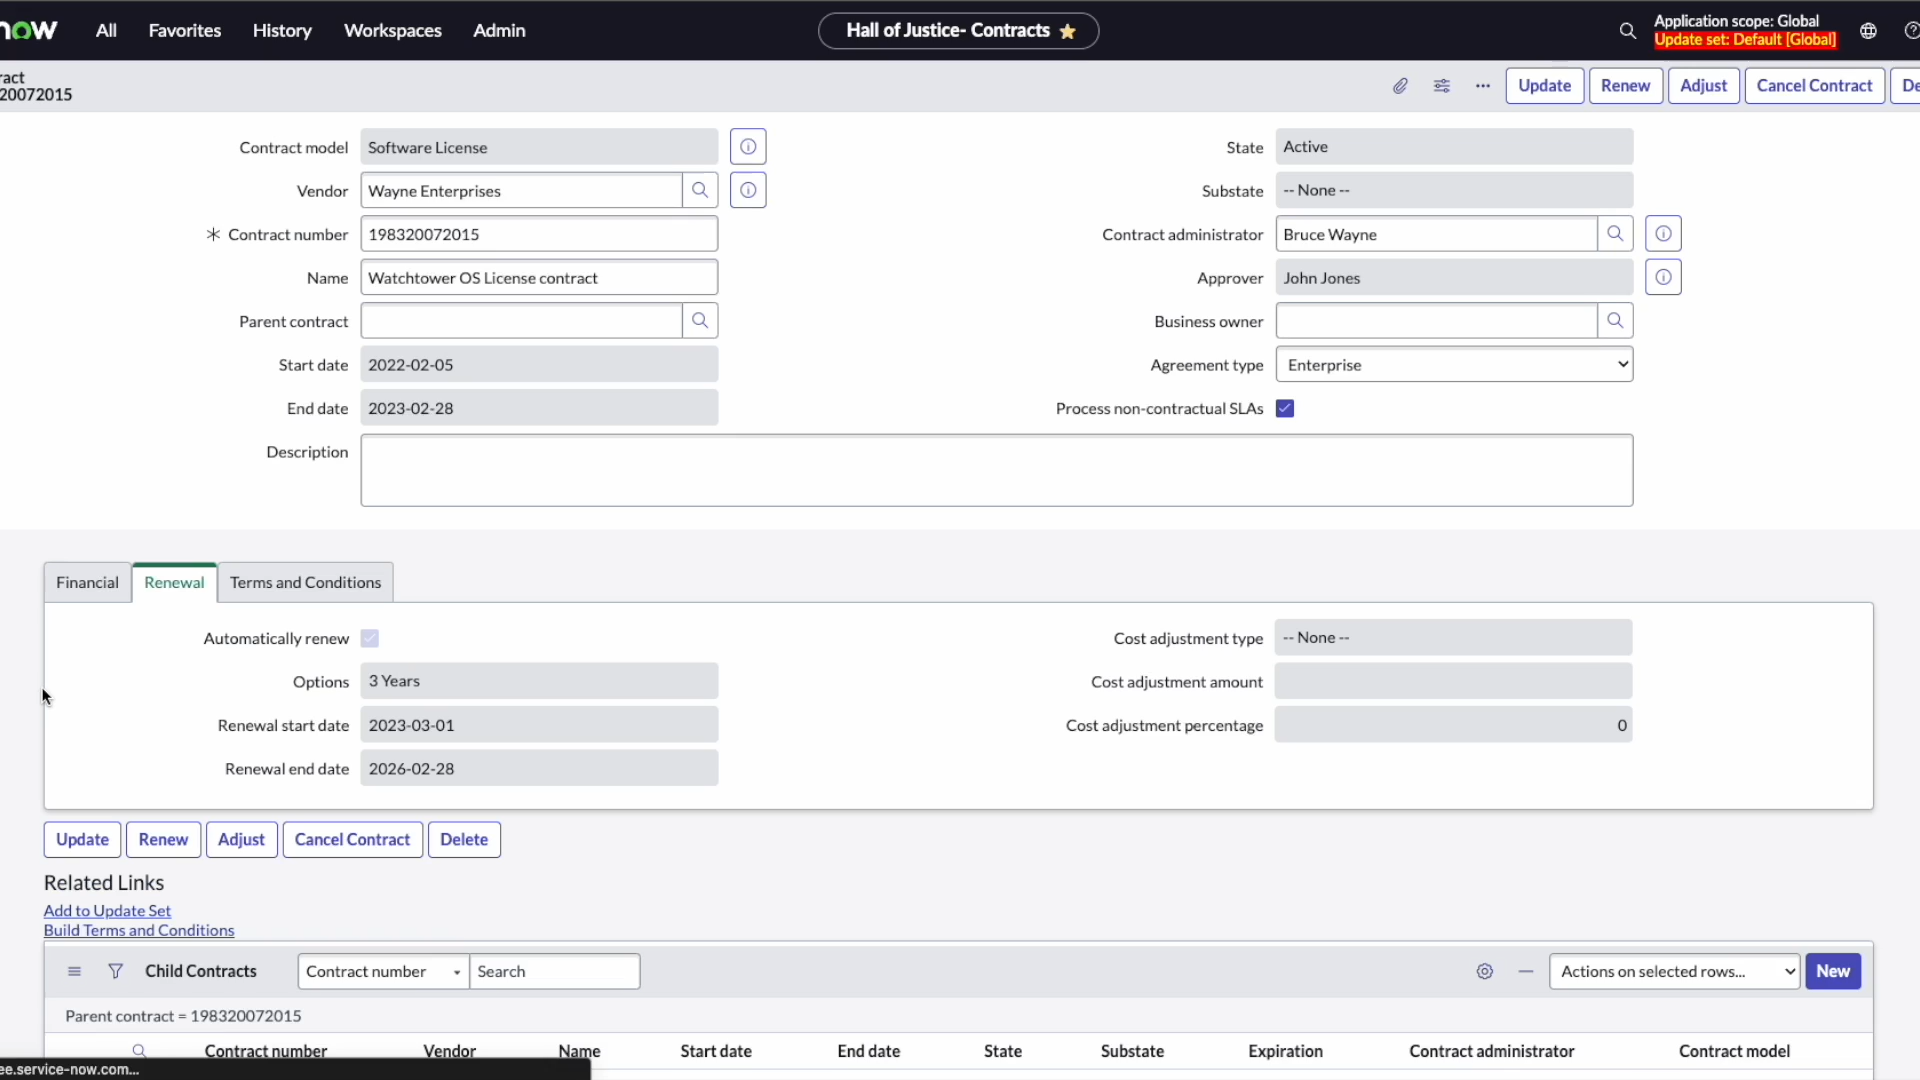 now
All
Favorites
History
Workspaces
Admin
Hall of Justice- Contracts
Application scope: Global
Update set: Default [Global]
ract
20072015
Update
Renew
Adjust
Cancel Contract
De
Contract model
Software License
Vendor
Wayne Enterprises
Contract number
198320072015
Name
Watchtower OS License contract
Parent contract
Start date
2022-02-05
End date
2023-02-28
Description
State
Active
Substate
-- None --
Contract administrator
Bruce Wayne
Approver
John Jones
Business owner
Agreement type
Enterprise
Process non-contractual SLAs
Financial
Renewal
Terms and Conditions
Automatically renew
Options
3 Years
Renewal start date
2023-03-01
Renewal end date
2026-02-28
Cost adjustment type
-- None --
Cost adjustment amount
Cost adjustment percentage
0
Update
Renew
Adjust
Cancel Contract
Delete
Related Links
Add to Update Set
Build Terms and Conditions
Child Contracts
Contract number
Search
Actions on selected rows...
New
Parent contract = 198320072015
Contract number
Vendor
Name
Start date
End date
State
Substate
Expiration
Contract administrator
Contract model
ee.service-now.com...